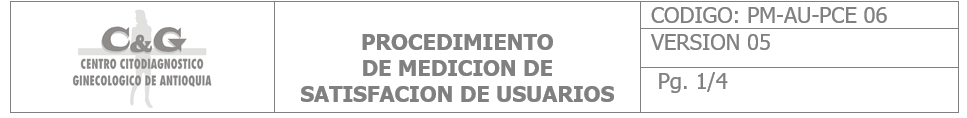 C&G
CENTRO CITODIAGNOSTICO
GINECOLOGICO DE ANTIOQUIA
PROCEDIMIENTO
DE MEDICION DE
SATISFACION DE USUARIOS
CODIGO: PM-AU-PCE 06
VERSION 05
Pg. 1/4